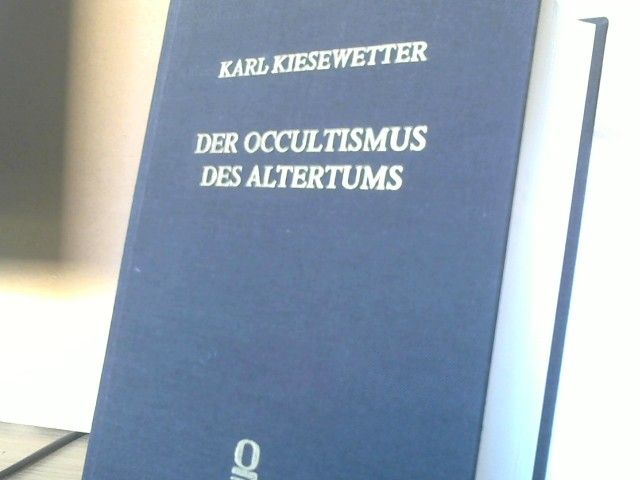 KARL KIESEWETTER
DER OCCULTISMUS
DES ALTERTUMS